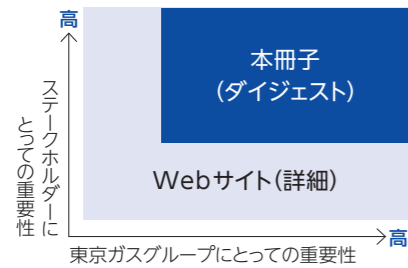 高
ステークホルダーに
とっての重要性
本冊子
（ダイジェスト）
Webサイト（詳細）
高
東京ガスグループにとっての重要性